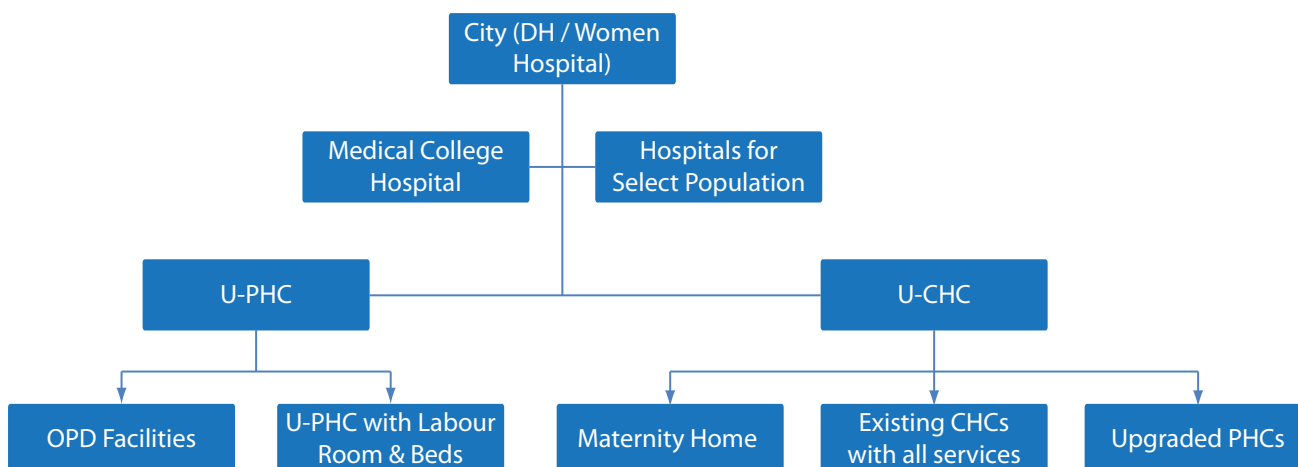 City (DH / Women
Hospital)
Medical College
Hospital
Hospitals for
Select Population
U-PHC
U-CHC
OPD Facilities
U-PHC with Labour
Room & Beds
Maternity Home
Existing CHCs
with all services
Upgraded PHCs